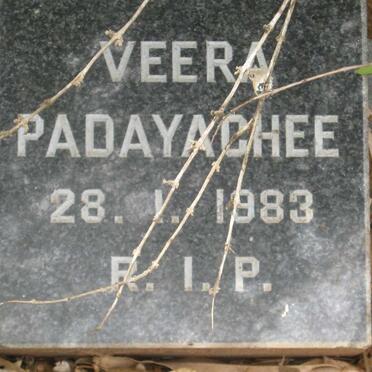 VEERA
PADAYACHEE
28. 1. 1983
R. I. P.